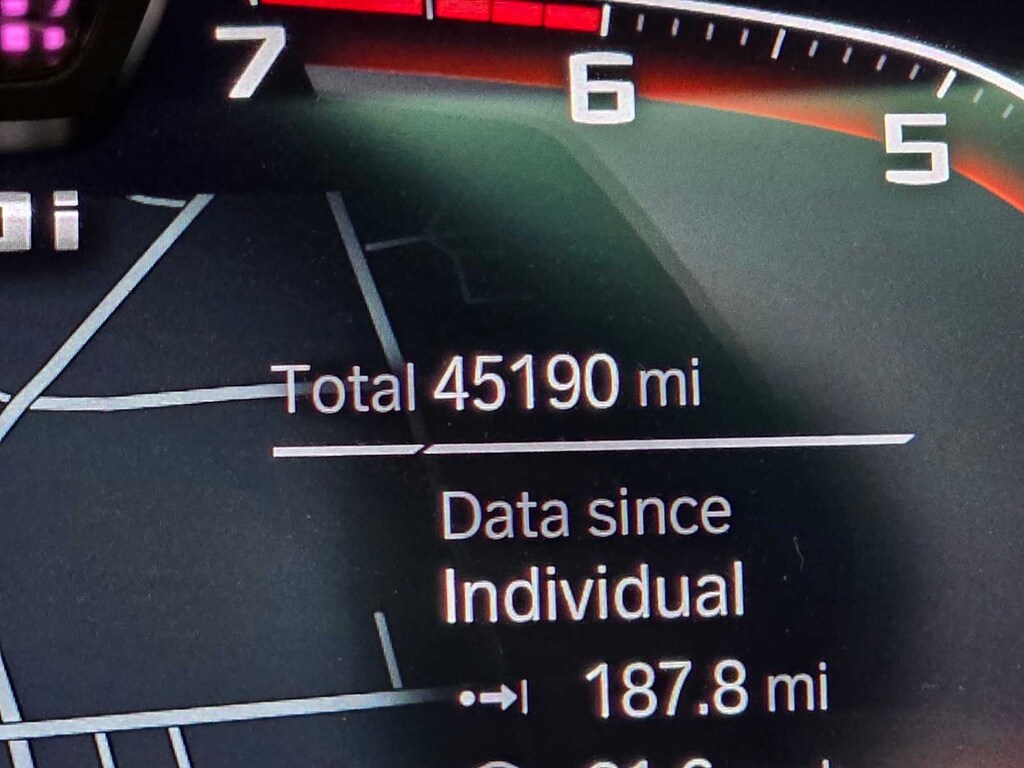 7
6
5
Total 45190 mi
Data since
Individual
187.8 mi